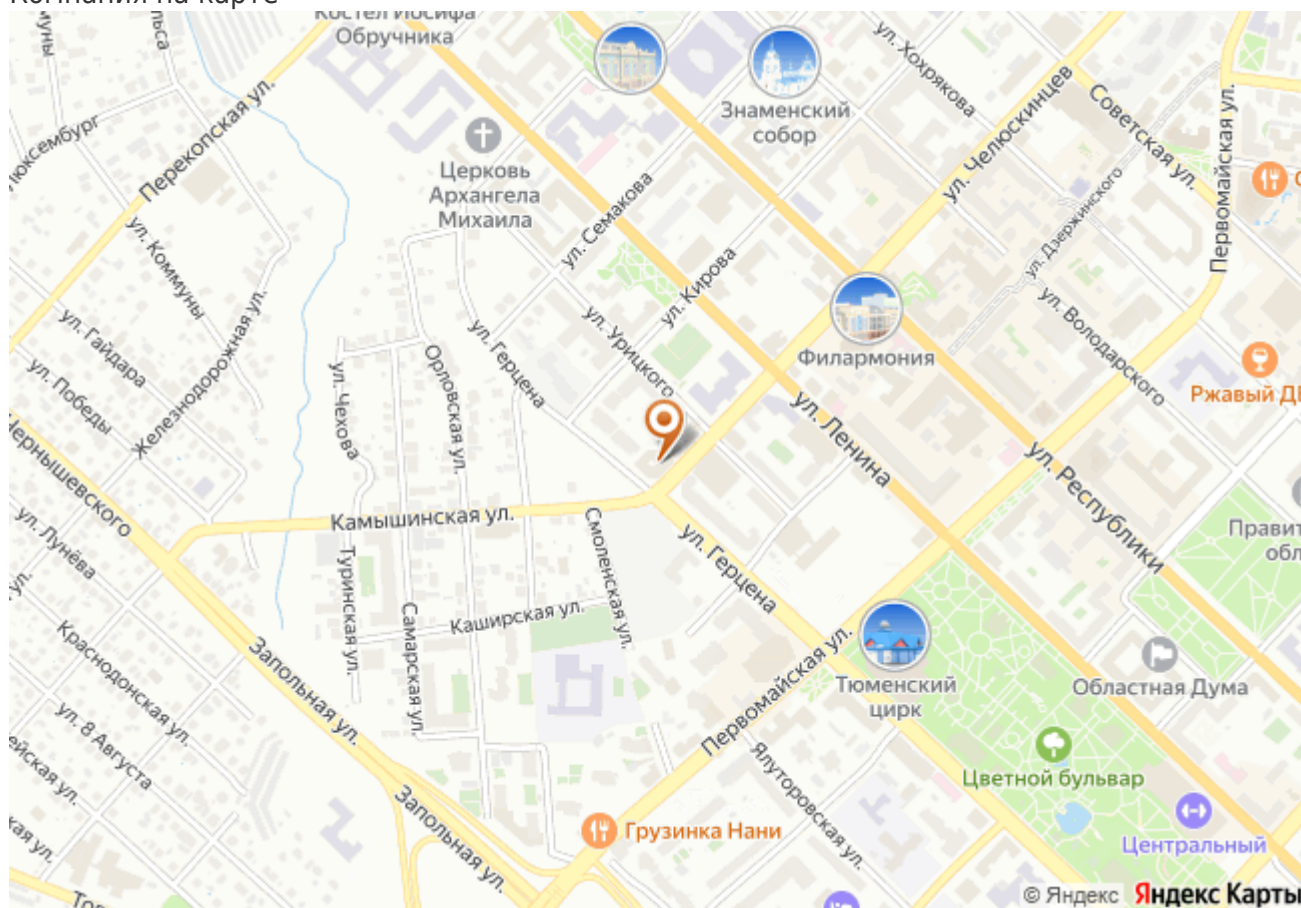 Компания на карте
Костел Иосифа
Обручника
Знаменский
собор
ул. Хохрякова
ул. Челюскинцев
Советская ул.
Первомайская ул.
Перекопская ул.
Церковь
Архангела
Михаила
ул. Семакова
ул. Кирова
ул. Дзержинского
ул. Володарского
ул. Коммуны
Железнодорожная ул.
ул. Гайдара
ул. Победы
ул. Чехова
Орловская ул.
ул. Герцена
ул. Урицкого
Филармония
Ржавый
ул. Ленина
ул. Республики
Чернышевского
Камышинская ул.
Смоленская ул.
ул. Герцена
ул. Лунёва
Туринская ул.
Самарская ул.
Каширская ул.
Первомайская ул.
Тюменский
цирк
Областная Дума
Краснодонская ул.
Запольная ул.
ул. 8 Августа
Цветной бульвар
Ялуторовская ул.
Запольная ул.
Грузинка Нани
Центральный
© Яндекс Яндекс Карты